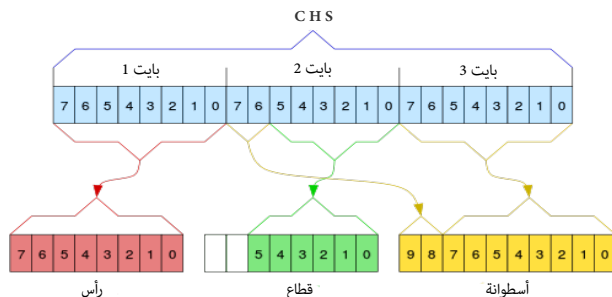 C H S
بايت 1 بايت 2 بايت 3
7 6 5 4 3 2 1 0 7 6 5 4 3 2 1 0 7 6 5 4 3 2 1 0
7 6 5 4 3 2 1 0 5 4 3 2 1 0 9 8 7 6 5 4 3 2 1 0
رأس قطاع أسطوانة